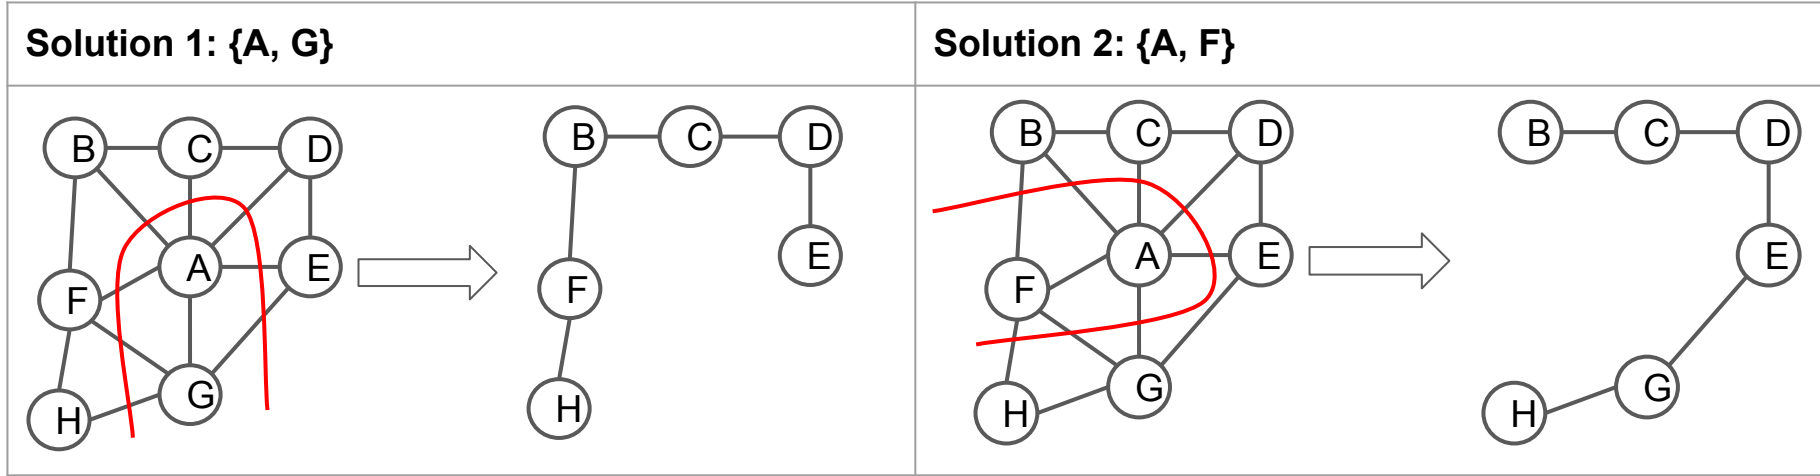 Solution 1: {A, G}
Solution 2: {A, F}
B C D
F A E
H G
B C D
F E
H
B C D
F A E
H G
B C D
E
H G